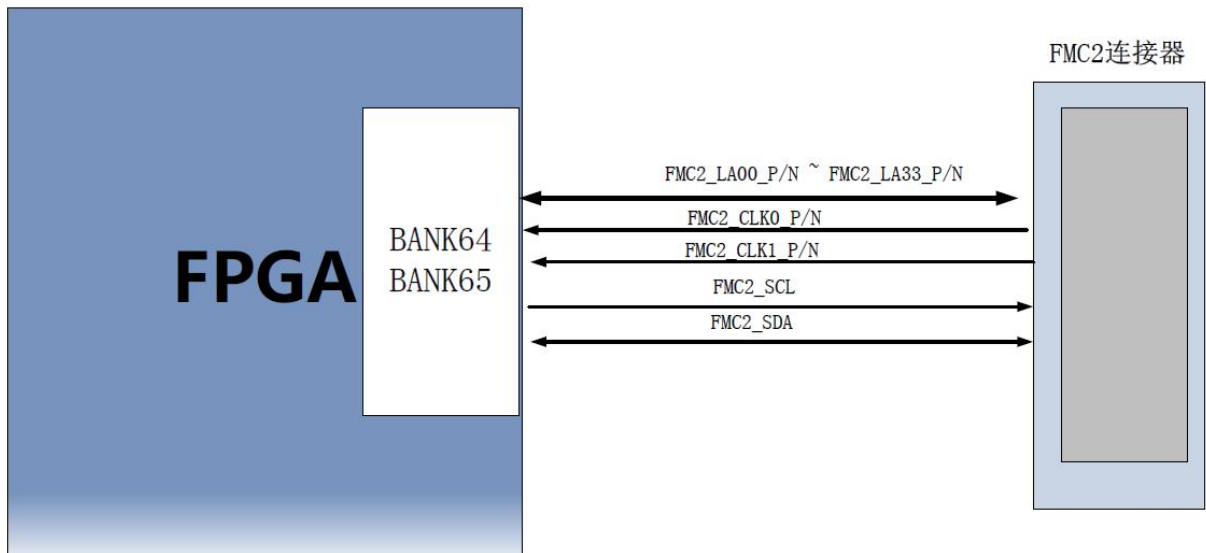 FMC2连接器
FMC2_LA00_P/N ~ FMC2_LA33_P/N
FMC2_CLK0_P/N
FMC2_CLK1_P/N
FMC2_SCL
FMC2_SDA
FPGA
BANK64
BANK65